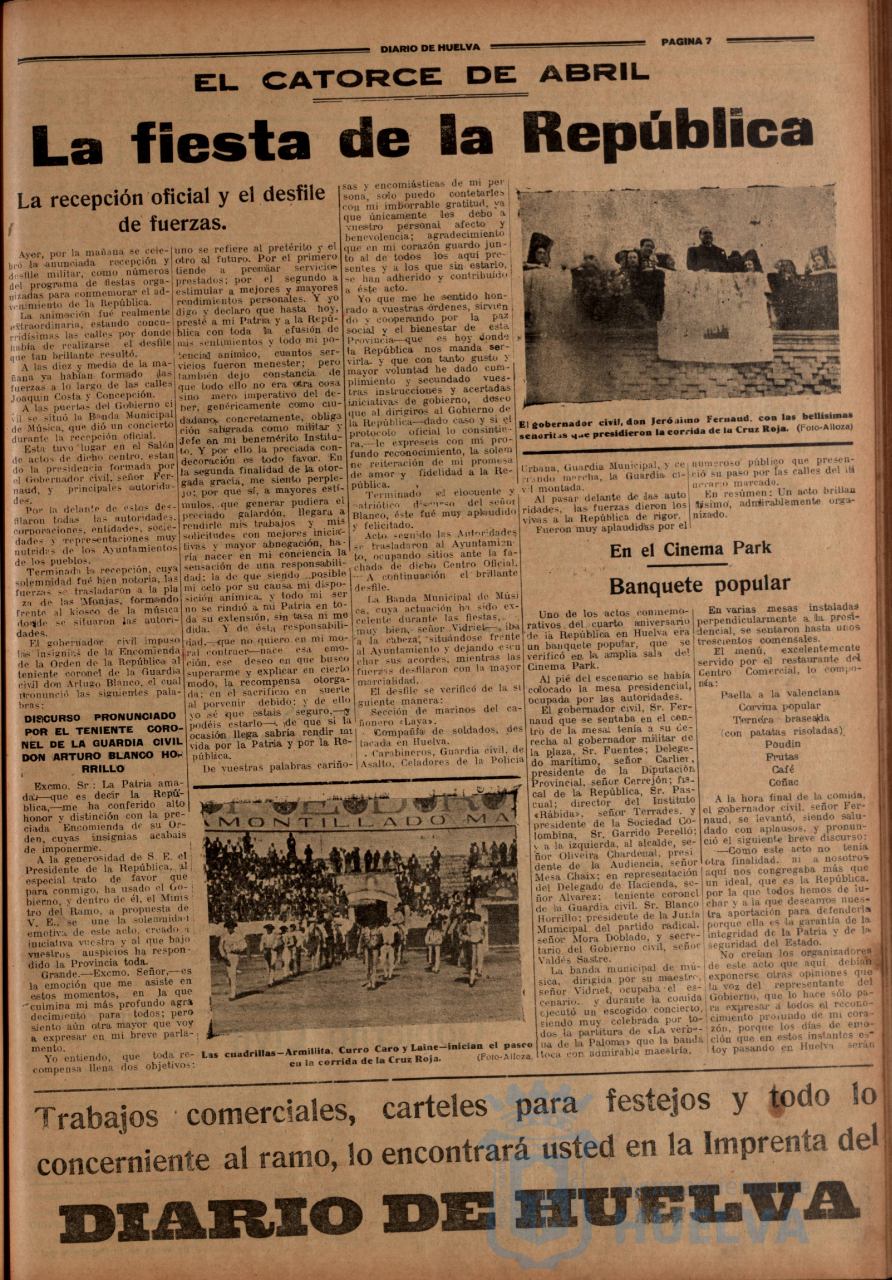 DIARIO DE HUELVA
PAGINA 7
EL CATORCE DE ABRIL
La fiesta de la República
La recepción oficial y el desfile
de fuerzas.
Ayer, por la mañana se cele
bró la anunciada recepción y
desfile militar, como números
del programa de fiestas orga-
nizadas para conmemorar el ad-
venimiento de la República.
La animación fué realmente
extraordinaria, estando concu-
rridísimas las calles por donde
había de realizarse el desfile
que tan brillante resultó.
A las diez y media de la ma-
ñana ya habían formado las
fuerzas a lo largo de las calles
Joaquin Costa y Concepción.
A las puertas del Gobierno ci
vil se situó la Banda Municipal
de Música, que dió un concierto
durante la recepción oficial.
Esta tuvo lugar en el Salón
de actos de dicho centro, estan
do la presidencia formada por
el Gobernador civil, señor Fer-
naud, y principales autorida-
des.
Por la delante de estos des-
filaron todas las autoridades,
corporaciones, entidades, socie-
dades y representaciones muy
nutridas de los Ayuntamientos
de los pueblos.
Terminada la recepción, cuya
solemnidad fué bien notoria, las
fuerzas se trasladaron a la pla
za de las Monjas, formando
frente al kiosco de la música
donde se situaron las autori-
dades.
El gobernador civil impuso
las insignias de la Encomienda
de la Orden de la República al
teniente coronel de la Guardia
civil don Arturo Blanco, el cual
pronunció las siguientes pala-
bras:
DISCURSO PRONUNCIADO
POR EL TENIENTE CORO-
NEL DE LA GUARDIA CIVIL
DON ARTURO BLANCO HO-
RRILLO
Excmo. Sr: La Patria ama-
da,—que es decir la Repú-
blica,—me ha conferido alto
honor y distinción con la pre-
ciada Encomienda de su Or-
den, cuyas insignias acabais
de imponerme.
A la generosidad de S. E. el
Presidente de la República, al
especial trato de favor que
para conmigo, ha usado el Go-
bierno, y dentro de él, el Minis
tro del Ramo, a propuesta de
V. E., se une la solemnidad
emotiva de este acto, creado a
iniciativa vuestra y al que bajo
vuestros auspicios ha respon-
dido la Provincia toda.
Grande.—Excmo. Señor,—es
la emoción que me asiste en
estos momentos, en la que
culmina mi más profundo agra
decimiento para todos; pero
siento aún otra mayor que voy
a expresar en mi breve parla-
mento.
Yo entiendo, que toda re-
compensa llena dos objetivos:
uno se refiere al pretérito y el
otro al futuro. Por el primero
tiende a premiar servicios
prestados; por el segundo a
estimular a mejores y mayores
rendimientos personales. Y yo
digo y declaro que hasta hoy,
presté a mi Patria y a la Repú-
blica con toda la efusión de
mis sentimientos y todo mi po-
tencial anímico, cuantos ser-
vicios fueron menester; pero
también dejo constancia de
que todo ello no era otra cosa
sino mero imperativo del de-
ber, genéricamente como ciu-
dadano, concretamente, obliga
ción sagrada como militar y
Jefe en mi benemérito Institu-
to. Y por ello la preciada con-
decoración es todo favor. En
la segunda finalidad de la otor-
gada gracia, me siento perple-
jo; por que si, a mayores estí-
mulos, que generar pudiera el
preciado galardón, llegara a
rendirle mis trabajos y mis
solicitudes con mejores inicia-
tivas y mayor abnegación, ha-
ría nacer en mi conciencia la
sensación de una responsabili-
dad; la de que siendo posible
mi celo por su causa mi dispo-
sición anímica, y todo mi ser
no se rindió a mi Patria en to-
da su extensión, sin tasa ni me
dida. Y de ésta responsabili-
dad,—que no quiero en mi mo-
ral contraer—nace esa emo-
ción, ese deseo en que busco
superarme y explicar en cierto
modo, la recompensa otorga-
da; en el sacrificio en suerte
al porvenir debido; y de ello
yo sé que estais seguro,—y
podéis estarlo—, de que si la
ocasión llega sabría rendir mi
vida por la Patria y por la Re-
pública.
De vuestras palabras cariño-
sas y encomiásticas de mi per
sona, solo puedo contetarles
con mi imborrable gratitud, ya
que únicamente les debo a
vuestro personal afecto y
benevolencia; agradecimiento
que en mi corazón guardo jun-
to al de todos los aquí pre-
sentes y a los que sin estarlo,
se han adherido y contribuido
a éste acto.
Yo que me he sentido hon-
rado a vuestras órdenes, sirvien
do y cooperando por la paz
social y el bienestar de esta
Provincia—que es hoy donde
la República nos manda ser-
virla y que con tanto gusto y
mayor voluntad he dado cum-
plimiento y secundado vues-
tras instrucciones y acertadas
iniciativas de gobierno, deseo
que al dirigiros al Gobierno de
la República—dado caso y si el
protocolo oficial lo consintie-
ra,—le expreseis con mi pro-
fundo reconocimiento, la solem
ne reiteración de mi promesa
de amor y fidelidad a la Re-
pública.
Terminado el elocuente y
patriótico discurso del señor
Blanco, éste fué muy aplaudido
y felicitado.
Acto seguido las Autoridades
se trasladaron al Ayuntamien-
to, ocupando sitios ante la fa-
chada de dicho Centro Oficial.
A continuación el brillante
desfile.
La Banda Municipal de Músi
ca, cuya actuación ha sido ex-
celente durante las fiestas,
—muy bien, señor Vidriet,— iba
a la cabeza, situándose frente
al Ayuntamiento y dejando escu
char sus acordes, mientras las
fuerzas desfilaron con la mayor
marcialidad.
El desfile se verificó de la si
guiente manera:
Sección de marinos del ca-
ñonero «Laya».
Compañía de soldados, des
tacada en Huelva.
Carabineros, Guardia civil, de
Asalto, Celadores de la Policía
El gobernador civil, don Jerónimo Fernaud, con las bellísimas
señoritas que presidieron la corrida de la Cruz Roja. (Foto-Alloza)
Urbana, Guardia Municipal, y ce
rrando marcha, la Guardia ci-
vil montada.
Al pasar delante de las auto
ridades, las fuerzas dieron los
vivas a la República de rigor.
Fueron muy aplaudidas por el
numeroso público que presen-
ció su paso por las calles del iti
nerario marcado.
En resúmen: Un acto brillan
tísimo, admirablemente orga-
nizado.
En el Cinema Park
Banquete popular
Uno de los actos conmemo-
rativos del cuarto aniversario
de la República en Huelva era
un banquete popular, que se
verificó en la amplia sala del
Cinema Park.
Al pié del escenario se había
colocado la mesa presidencial,
ocupada por las autoridades.
El gobernador civil, Sr. Fer-
naud que se sentaba en el cen-
tro de la mesa tenía a su de-
recha al gobernador militar de
la plaza, Sr. Fuentes; Delega-
do marítimo, señor Carlier,
presidente de la Diputación
Provincial, señor Cerrejón; fis-
cal de la República, Sr. Pas-
cual; director del Instituto
«Rábida», señor Terrades, y
presidente de la Sociedad Co-
lombina, Sr. Garrido Perelló;
y a la izquierda, al alcalde, se-
ñor Oliveira Chardenal, presi
dente de la Audiencia, señor
Mesa Chaix; en representación
del Delegado de Hacienda, se-
ñor Alvarez; teniente coronel
de la Guardia civil, Sr. Blanco
Horrillo; presidente de la Junta
Municipal del partido radical,
señor Mora Doblado, y secre-
tario del Gobierno civil, señor
Valdés Sastre.
La banda municipal de mú-
sica, dirigida por su maestro,
señor Vidriet, ocupaba el es-
cenario, y durante la comida
ejecutó un escogido concierto,
siendo muy celebrada por to-
dos la partitura de «La verbe-
na de la Paloma» que la banda
toca con admirable maestría.
En varias mesas instaladas
perpendicularmente a la presi-
dencial, se sentaron hasta unos
trescientos comensales.
El menú, excelentemente
servido por el restaurante del
Centro Comercial, lo compo-
nía:
Paella a la valenciana
Corvina popular
Ternera braseada
(con patatas risoladas)
Poudin
Frutas
Café
Coñac
A la hora final de la comida,
el gobernador civil, señor Fer-
naud, se levantó, siendo salu-
dado con aplausos, y pronun-
ció el siguiente breve discurso:
—Como este acto no tenía
otra finalidad, ni a nosotros
aquí nos congregaba más que
un ideal, que es la República,
por la que todos hemos de lu-
char y a la que deseamos nues-
tra aportación para defenderla
porque ella es la garantía de la
integridad de la Patria y de la
seguridad del Estado.
No creían los organizadores
de este acto que aquí, debían
exponerse otras opiniones que
la voz del representante del
Gobierno, que lo hace sólo pa-
ra expresar a todos el recono-
cimiento profundo de mi cora-
zón, porque los días de emo-
ción que en estos instantes es-
toy pasando en Huelva serán
MONTILLADO MA
Las cuadrillas—Armillita, Curro Caro y Laine—inician el paseo
en la corrida de la Cruz Roja.
(Foto-Alloza)
Trabajos comerciales, carteles para festejos y todo lo
concerniente al ramo, lo encontrará usted en la Imprenta del
DIARIO DE HUELVA
HUELVA